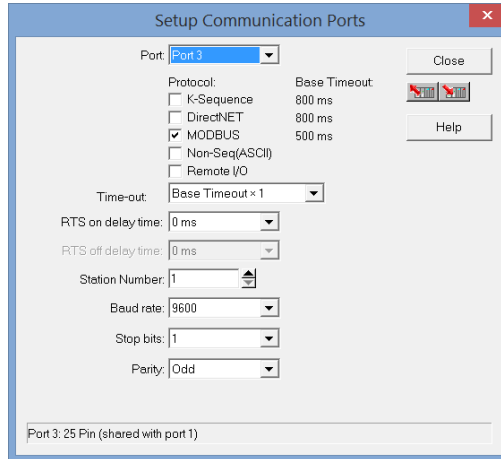 Setup Communication Ports
x
Port: Port 3
Close
Protocol: Base Timeout:
K-Sequence 800 ms
DirectNET 800 ms
MODBUS 500 ms
Help
Non-Seq(ASCII)
Remote I/O
Time-out: Base Timeout × 1
RTS on delay time: 0 ms
RTS off delay time: 0 ms
Station Number: 1
Baud rate: 9600
Stop bits: 1
Parity: Odd
Port 3: 25 Pin (shared with port 1)